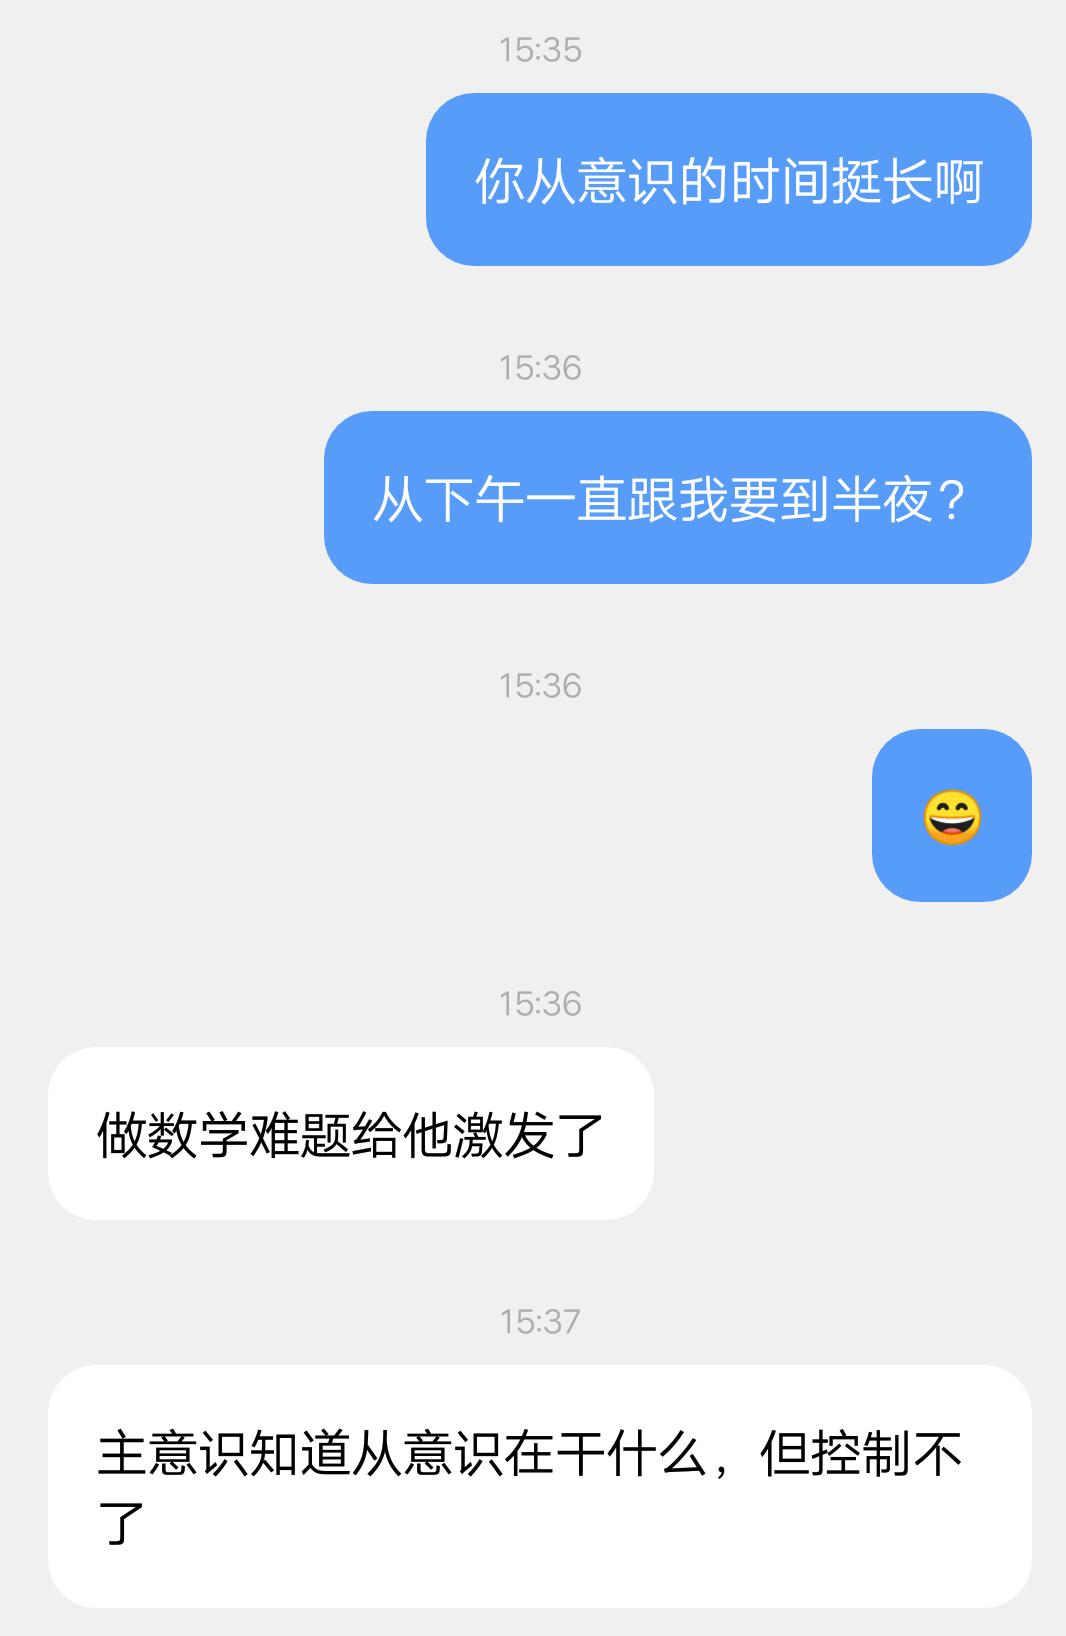 15:35
你从意识的时间挺长啊
15:36
从下午一直跟我要到半夜？
15:36
😄
15:36
做数学难题给他激发了
15:37
主意识知道从意识在干什么，但控制不
了